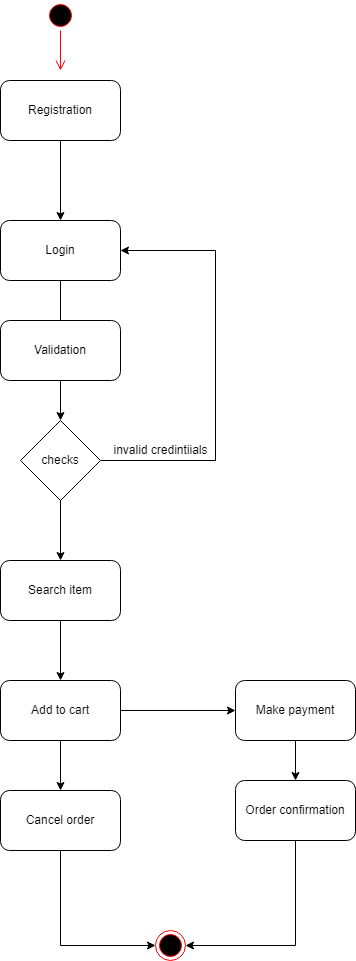 Registration
Login
Validation
checks
invalid credintiials
Search item
Add to cart
Make payment
Cancel order
Order confirmation